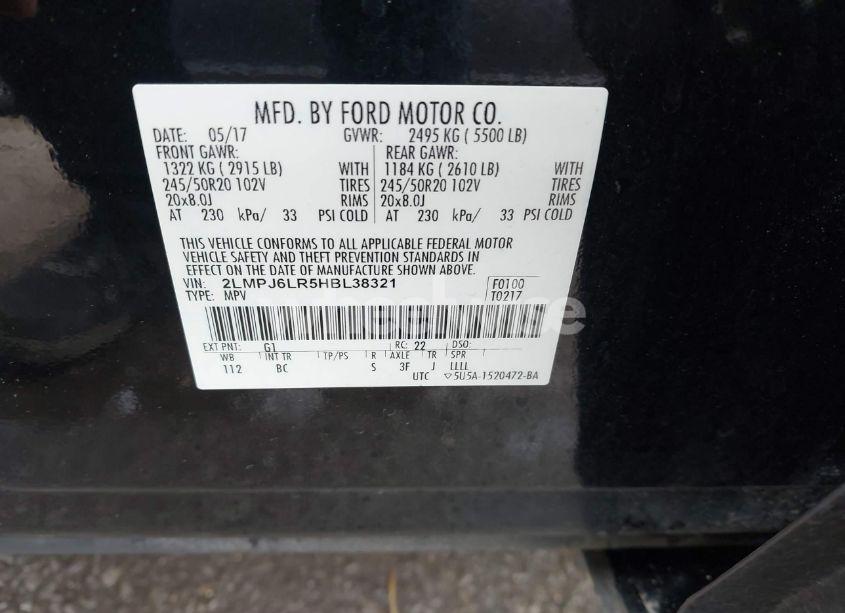 MFD. BY FORD MOTOR CO.
DATE: 05/17 GVWR: 2495 KG ( 5500 LB)
FRONT GAWR: REAR GAWR:
1322 KG ( 2915 LB) WITH 1184 KG ( 2610 LB) WITH
245/50R20 102V TIRES 245/50R20 102V TIRES
20x8.0J RIMS 20x8.0J RIMS
AT 230 kPa/ 33 PSI COLD AT 230 kPa/ 33 PSI COLD
THIS VEHICLE CONFORMS TO ALL APPLICABLE FEDERAL MOTOR
VEHICLE SAFETY AND THEFT PREVENTION STANDARDS IN
EFFECT ON THE DATE OF MANUFACTURE SHOWN ABOVE.
VIN: 2LMPJ6LR5HBL38321 F0100
TYPE: MPV T0217
EXT PNT: G1 RC: 22 DSO:
WB INT TR TP/PS R AXLE TR SPR
112 BC S 3F J LLLL
UTC ▽5U5A-1520472-BA